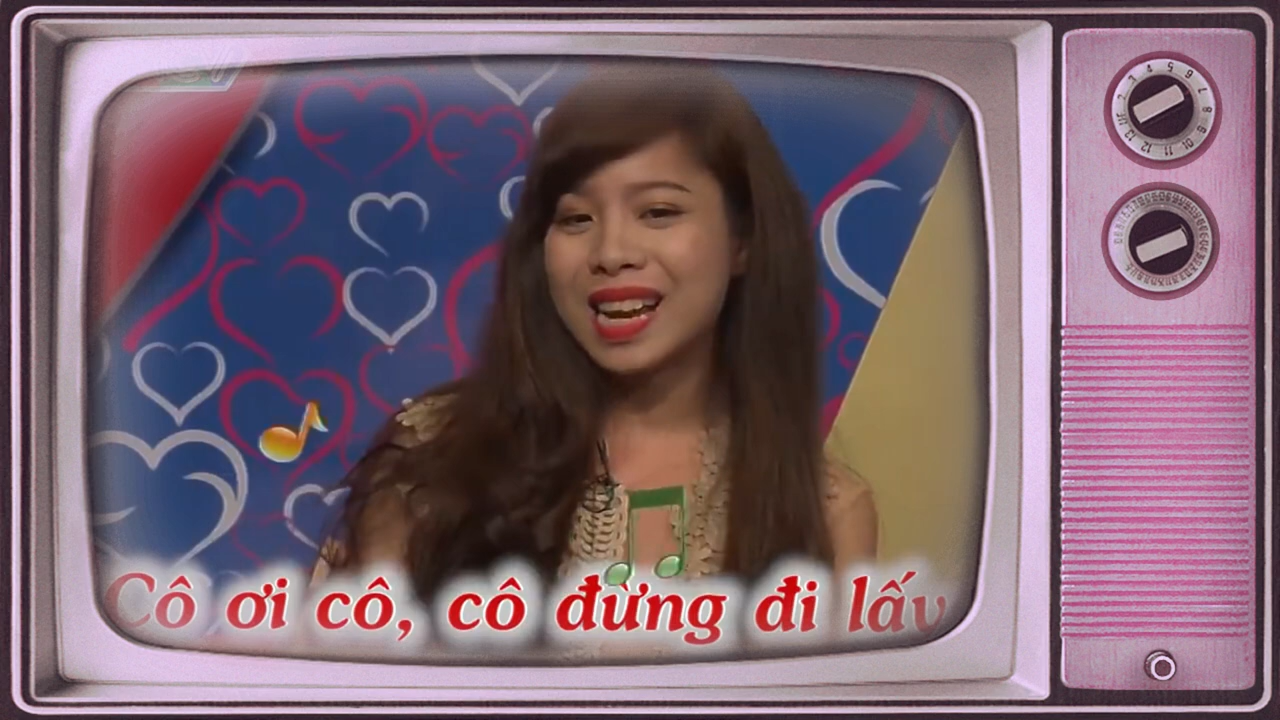 Cô ơi cô, cô đừng đi lấy